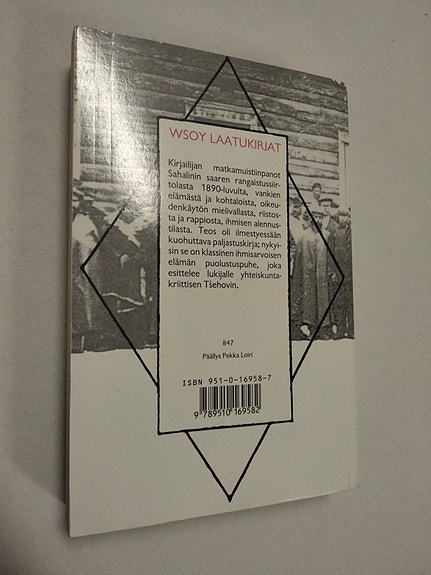 WSOY LAATUKIRJAT
Kirjailijan matkamuistiinpanot
Sahalinin saaren rangaistussiir-
tolasta 1890-luvulta, vankien
elämästä ja kohtaloista, oikeu-
denkäytön mielivallasta, riistos-
ta ja rappiosta, ihmisen alennus-
tilasta. Teos oli ilmestyessään
kuohuttava paljastuskirja; nykyi-
sin se on klassinen ihmisarvoisen
elämän puolustuspuhe, joka
esittelee lukijalle yhteiskunta-
kriittisen Tšehovin.
847
Päällys Pekka Loiri
ISBN 951-0-16958-7
9 789510 169582